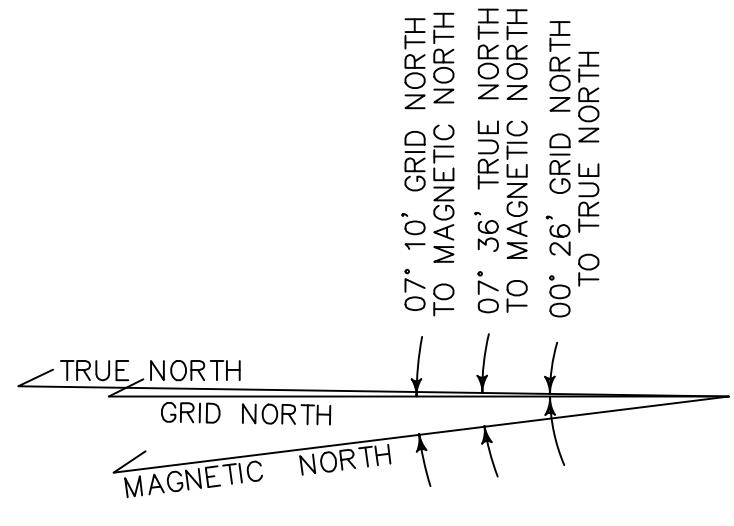 07° 10' GRID NORTH
TO MAGNETIC NORTH
07° 36' TRUE NORTH
TO MAGNETIC NORTH
00° 26' GRID NORTH
TO TRUE NORTH
TRUE NORTH
GRID NORTH
MAGNETIC NORTH